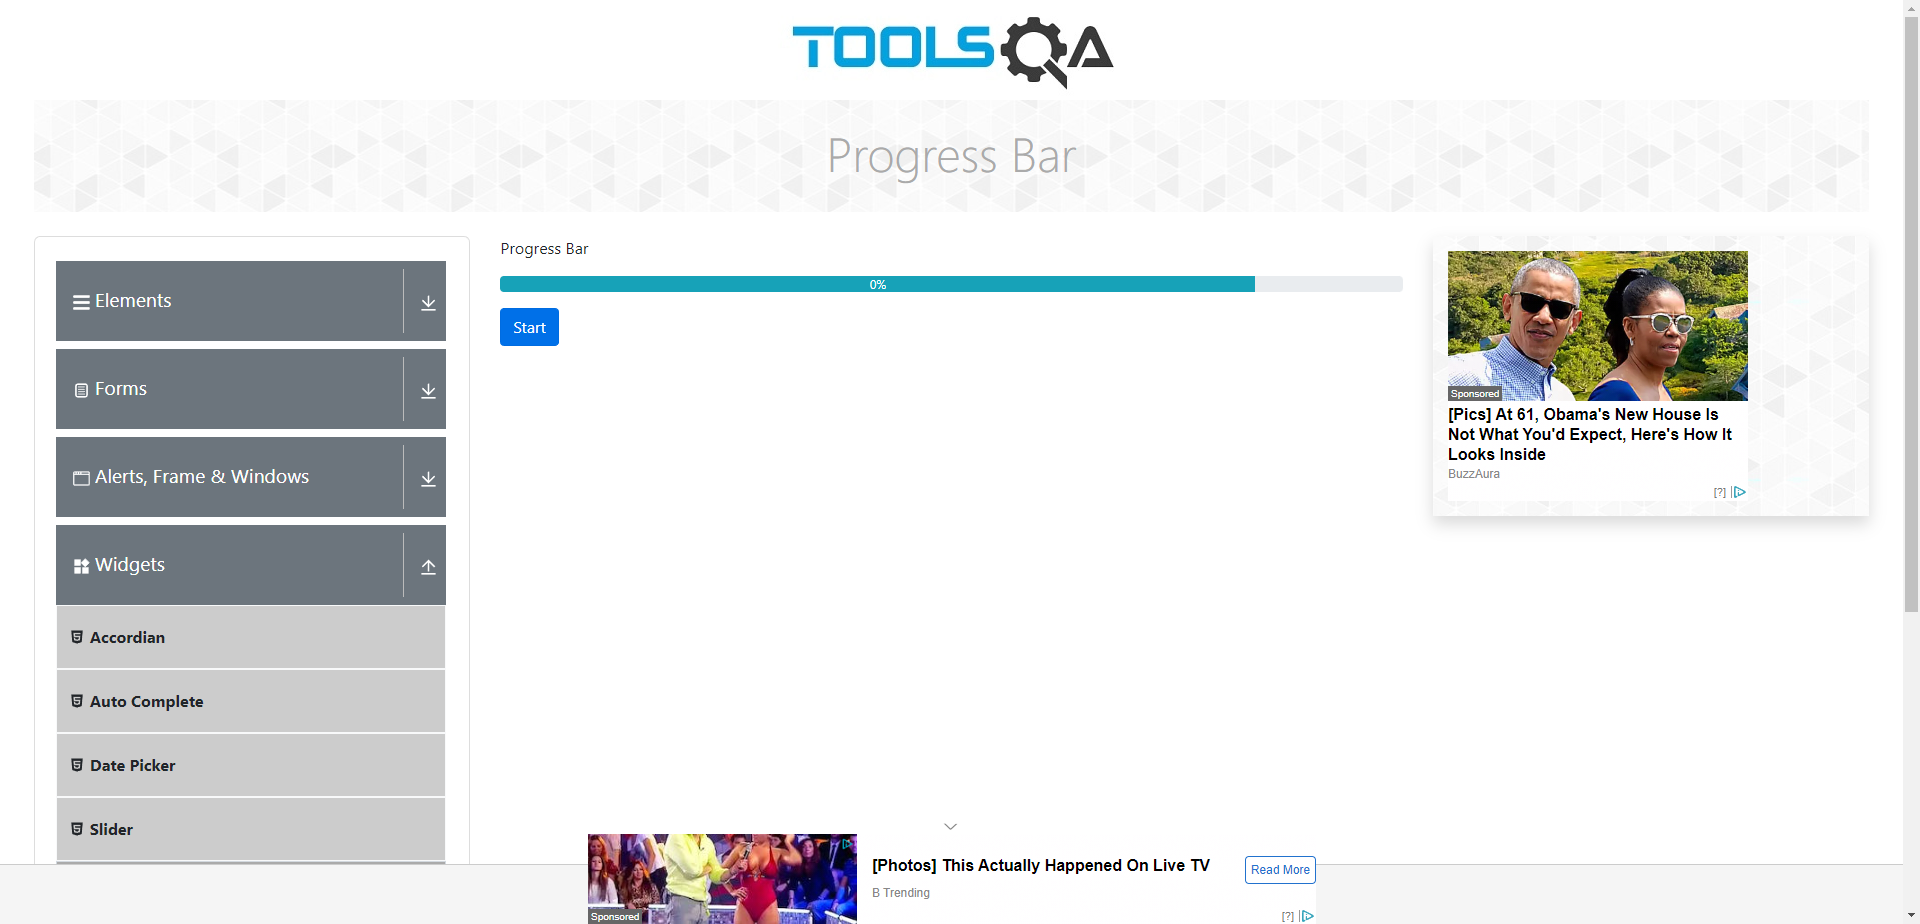 TOOLSQA
Progress Bar
Elements
Forms
Alerts, Frame & Windows
Widgets
Accordian
Auto Complete
Date Picker
Slider
Progress Bar
0%
Start
Sponsored
[Pics] At 61, Obama's New House Is
Not What You'd Expect, Here's How It
Looks Inside
BuzzAura
[?]
Sponsored
[Photos] This Actually Happened On Live TV
B Trending
Read More
[?]